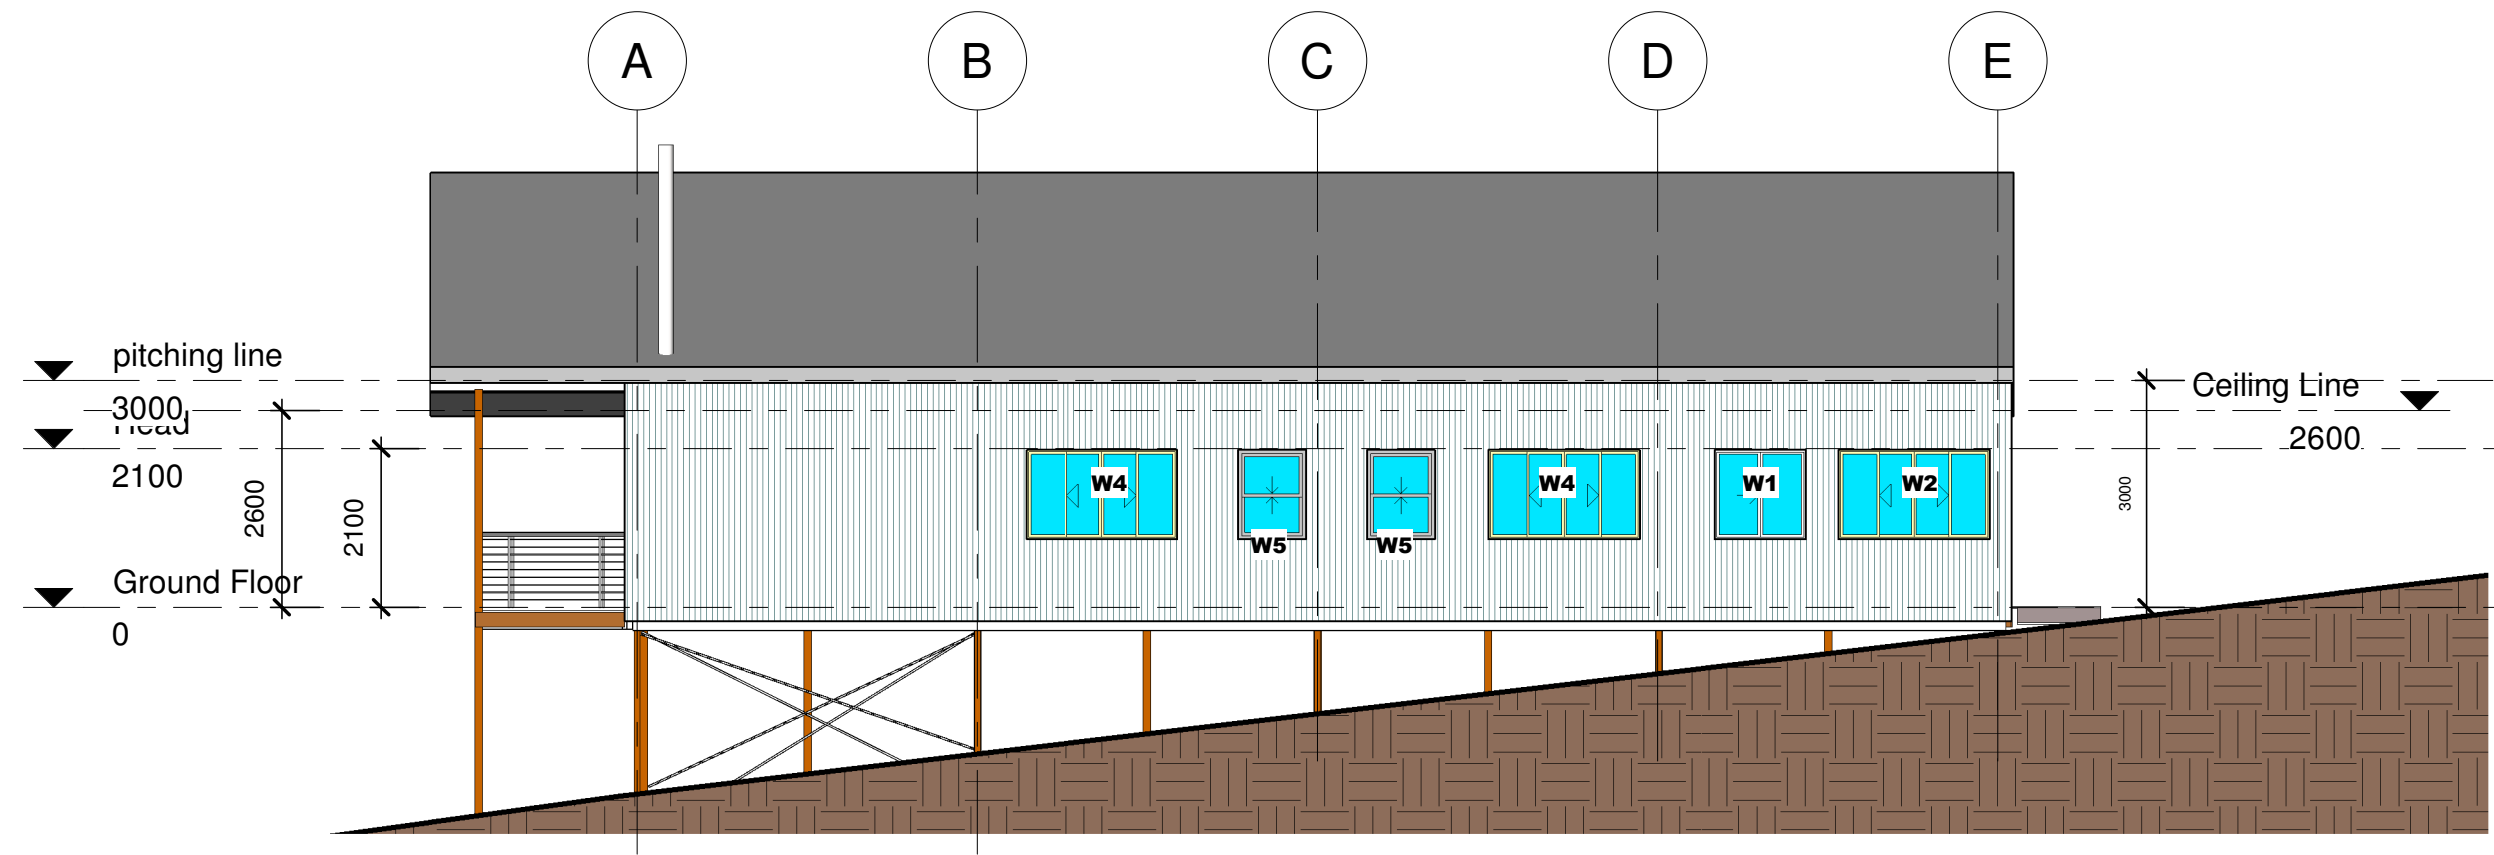 A B C D E
pitching line
3000
Head
2100
Ceiling Line
2600
2600
2100
3000
W4 W4 W1 W2
W5 W5
Ground Floor
0